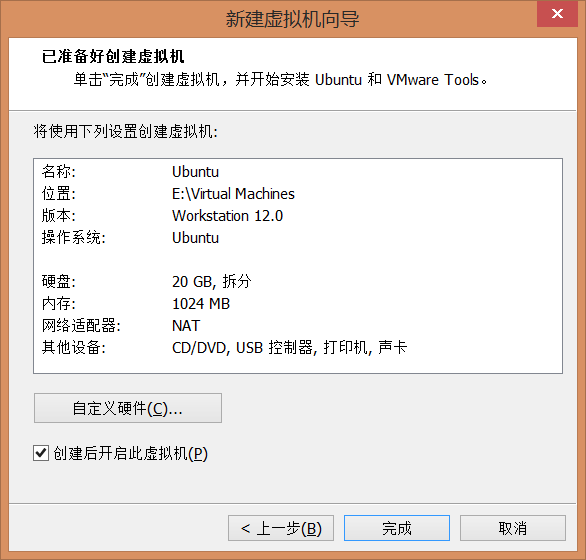 新建虚拟机向导
已准备好创建虚拟机
单击“完成”创建虚拟机，并开始安装 Ubuntu 和 VMware Tools。
将使用下列设置创建虚拟机:
名称: Ubuntu
位置: E:\Virtual Machines
版本: Workstation 12.0
操作系统: Ubuntu
硬盘: 20 GB, 拆分
内存: 1024 MB
网络适配器: NAT
其他设备: CD/DVD, USB 控制器, 打印机, 声卡
自定义硬件(C)...
创建后开启此虚拟机(P)
< 上一步(B) 完成 取消